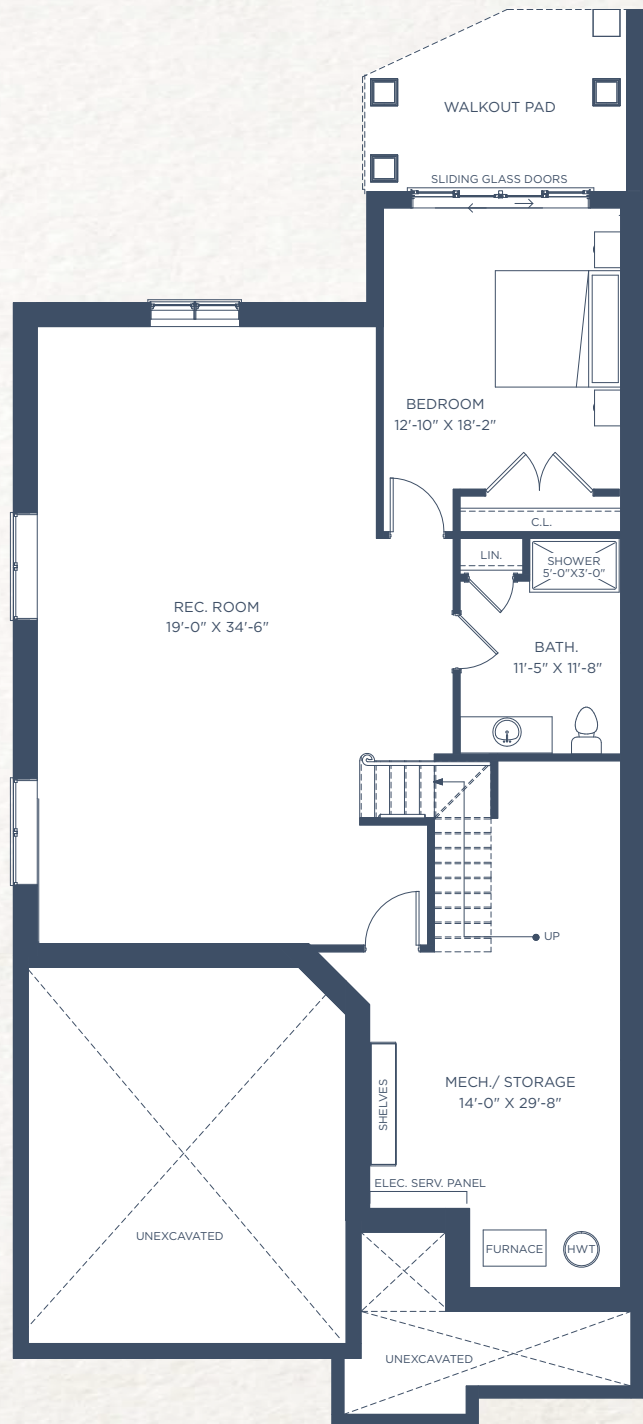 WALKOUT PAD
SLIDING GLASS DOORS
BEDROOM
12'-10" X 18'-2"
C.L.
LIN.
SHOWER
5'-0"X3'-0"
REC. ROOM
19'-0" X 34'-6"
BATH.
11'-5" X 11'-8"
UP
MECH./ STORAGE
14'-0" X 29'-8"
SHELVES
ELEC. SERV. PANEL
UNEXCAVATED
FURNACE
HWT
UNEXCAVATED